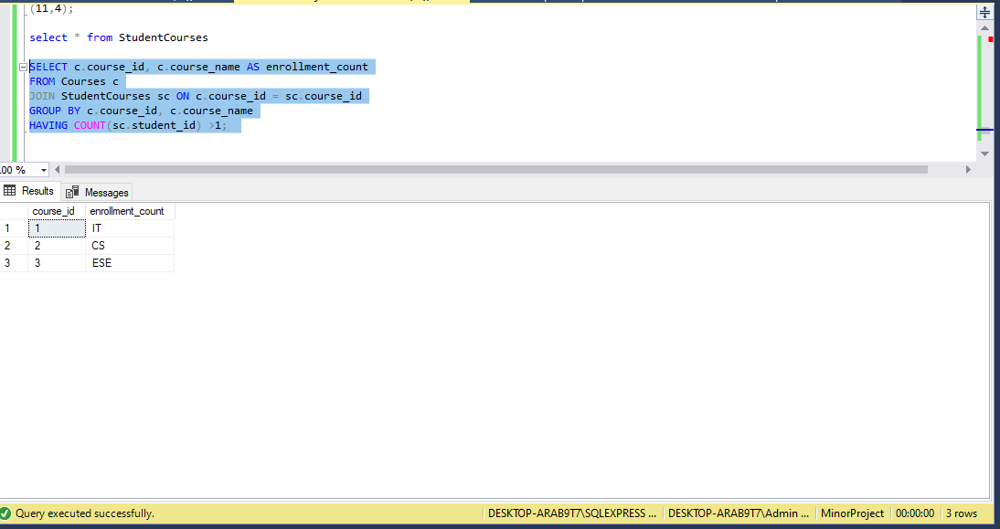 (11,4);
select * from StudentCourses
SELECT c.course_id, c.course_name AS enrollment_count
FROM Courses c
JOIN StudentCourses sc ON c.course_id = sc.course_id
GROUP BY c.course_id, c.course_name
HAVING COUNT(sc.student_id) >1;
00 %
Results Messages
course_id enrollment_count
1 1 IT
2 2 CS
3 3 ESE
Query executed successfully. DESKTOP-ARAB9T7\SQLEXPRESS ... DESKTOP-ARAB9T7\Admin ... MinorProject 00:00:00 3 rows